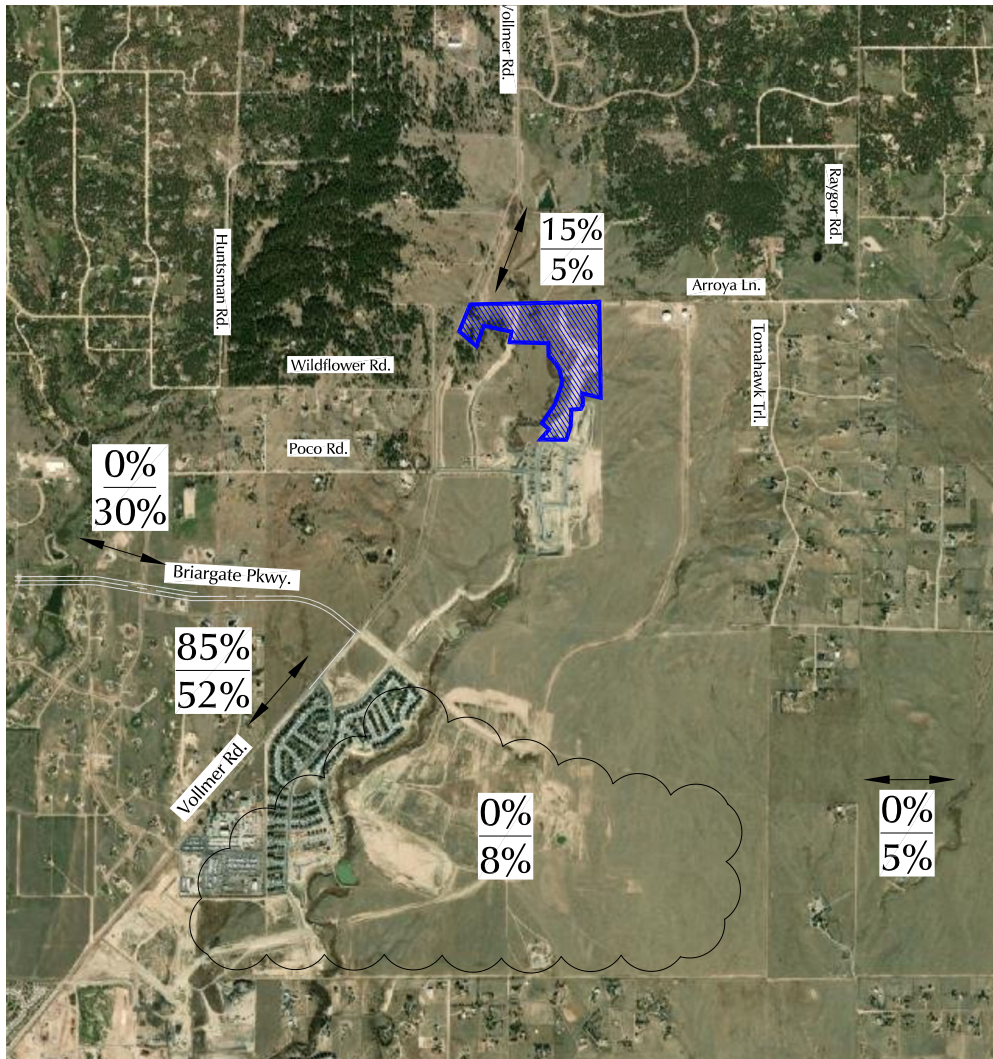 Vollmer Rd.
15%
5%
Raygor Rd.
Huntsman Rd.
Arroya Ln.
Wildflower Rd.
Tomahawk Trl.
Poco Rd.
0%
30%
Briargate Pkwy.
85%
52%
Vollmer Rd.
0%
8%
0%
5%